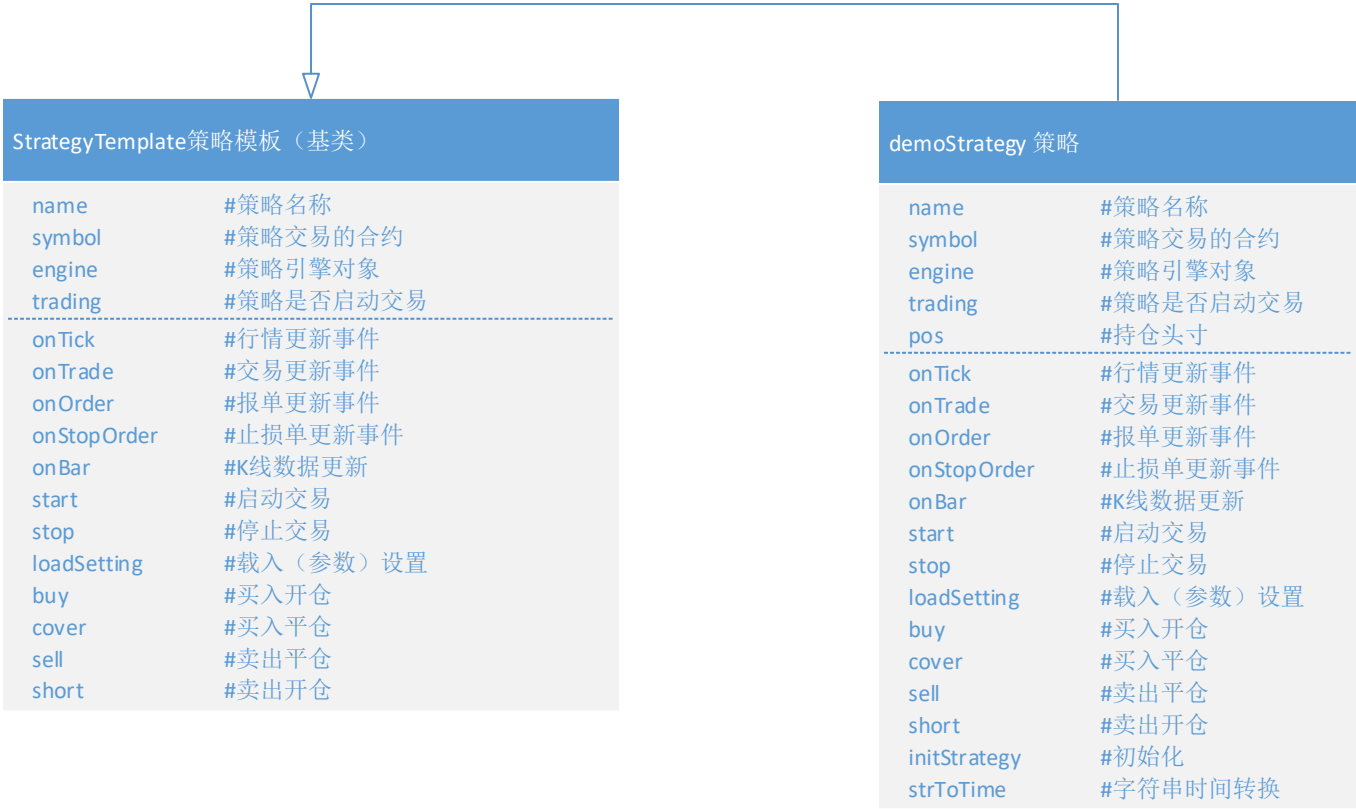 StrategyTemplate策略模板（基类）
name #策略名称
symbol #策略交易的合约
engine #策略引擎对象
trading #策略是否启动交易
onTick #行情更新事件
onTrade #交易更新事件
onOrder #报单更新事件
onStopOrder #止损单更新事件
onBar #K线数据更新
start #启动交易
stop #停止交易
loadSetting #载入（参数）设置
buy #买入开仓
cover #买入平仓
sell #卖出平仓
short #卖出开仓
demoStrategy 策略
name #策略名称
symbol #策略交易的合约
engine #策略引擎对象
trading #策略是否启动交易
pos #持仓头寸
onTick #行情更新事件
onTrade #交易更新事件
onOrder #报单更新事件
onStopOrder #止损单更新事件
onBar #K线数据更新
start #启动交易
stop #停止交易
loadSetting #载入（参数）设置
buy #买入开仓
cover #买入平仓
sell #卖出平仓
short #卖出开仓
initStrategy #初始化
strToTime #字符串时间转换